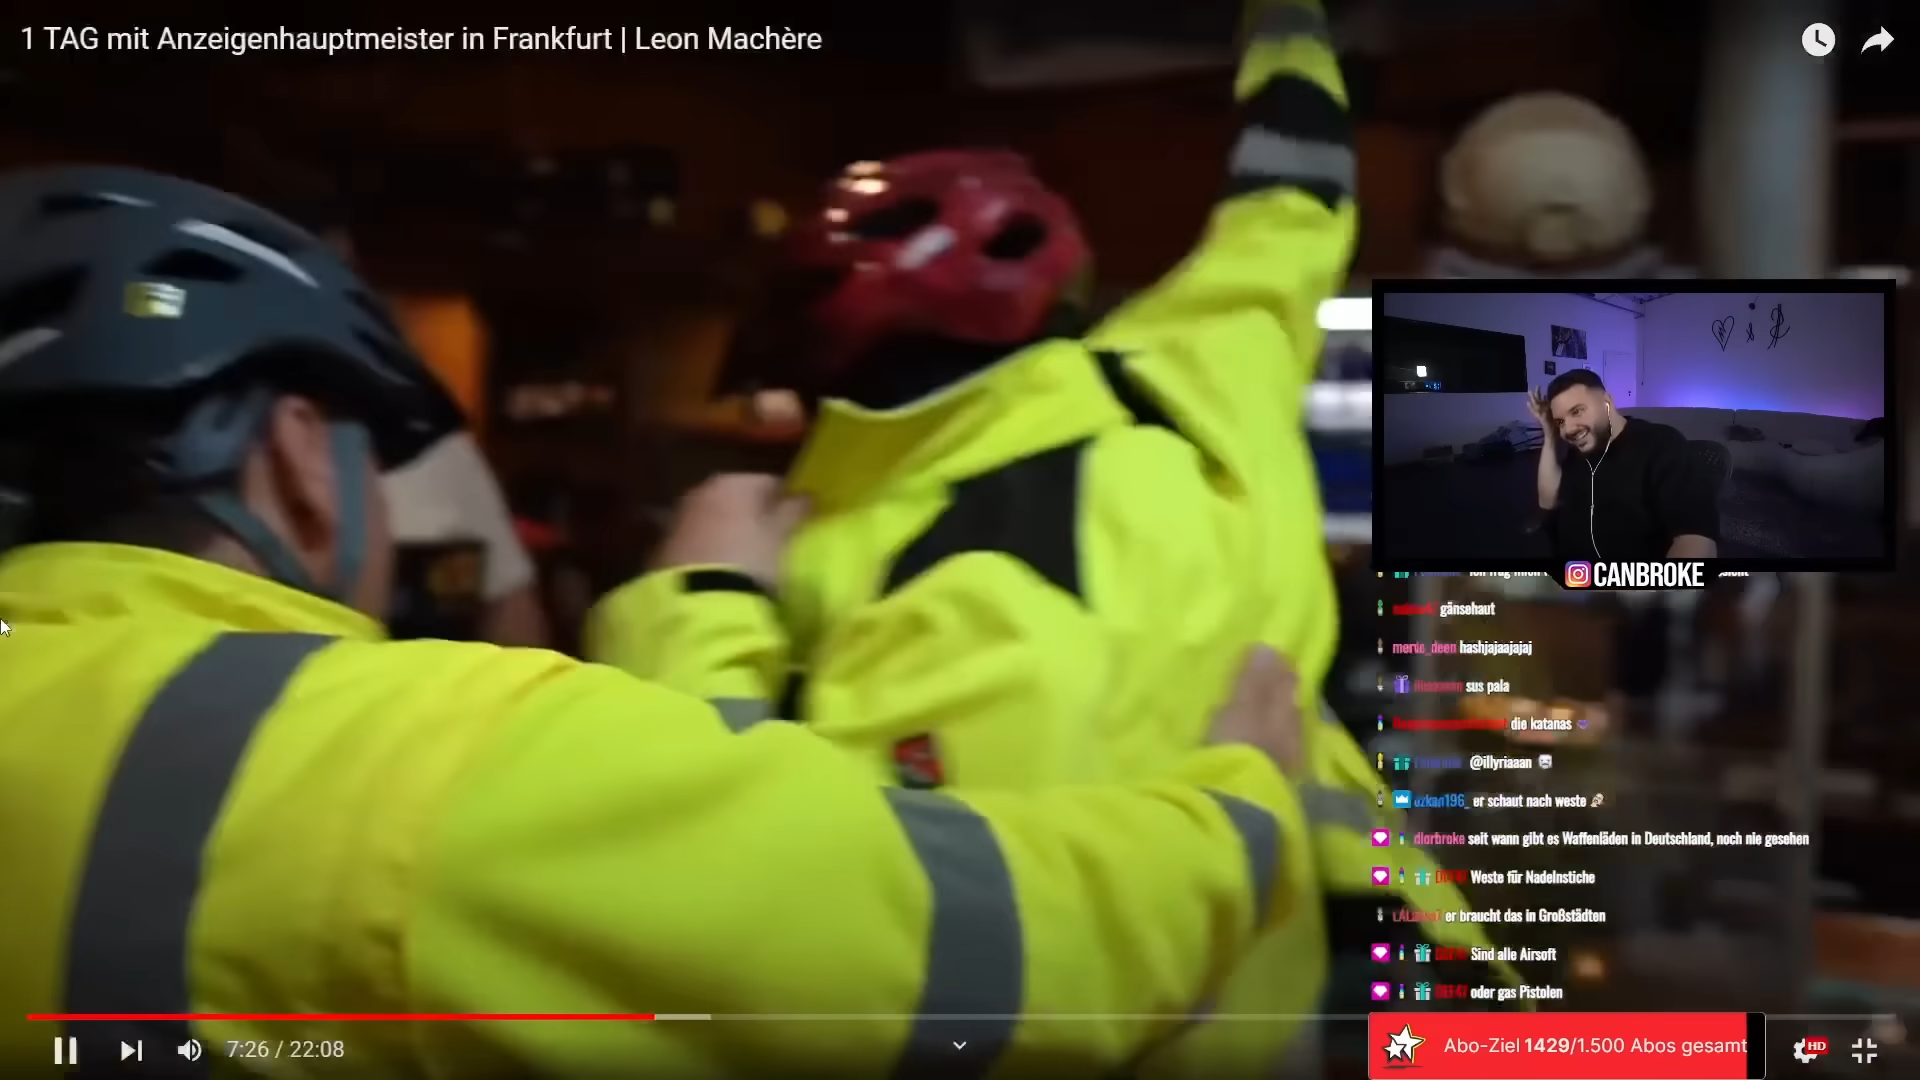 1 TAG mit Anzeigenhauptmeister in Frankfurt | Leon Machère
CANBROKE
gänsehaut
merve_deen hashjajaajajaj
sus pala
die katanas
@illyriaaan
ozkan196_ er schaut nach weste
diorbroke seit wann gibt es Waffenläden in Deutschland, noch nie gesehen
Weste für Nadelnstiche
er braucht das in Großstädten
Sind alle Airsoft
oder gas Pistolen
7:26 / 22:08
Abo-Ziel 1429/1.500 Abos gesamt
HD